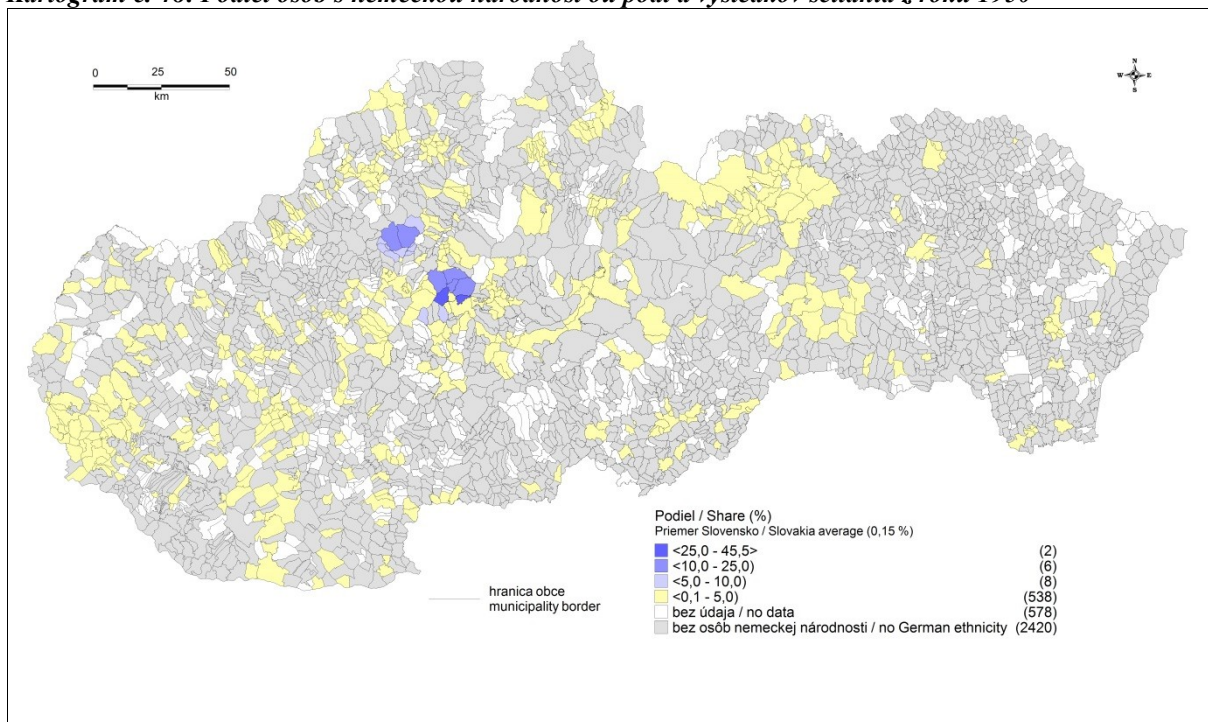 0 25 50
km
N
W E
S
Podiel / Share (%)
Priemer Slovensko / Slovakia average (0,15 %)
<25,0 - 45,5> (2)
<10,0 - 25,0) (6)
<5,0 - 10,0) (8)
<0,1 - 5,0) (538)
bez údaja / no data (578)
bez osôb nemeckej národnosti / no German ethnicity (2420)
hranica obce
municipality border